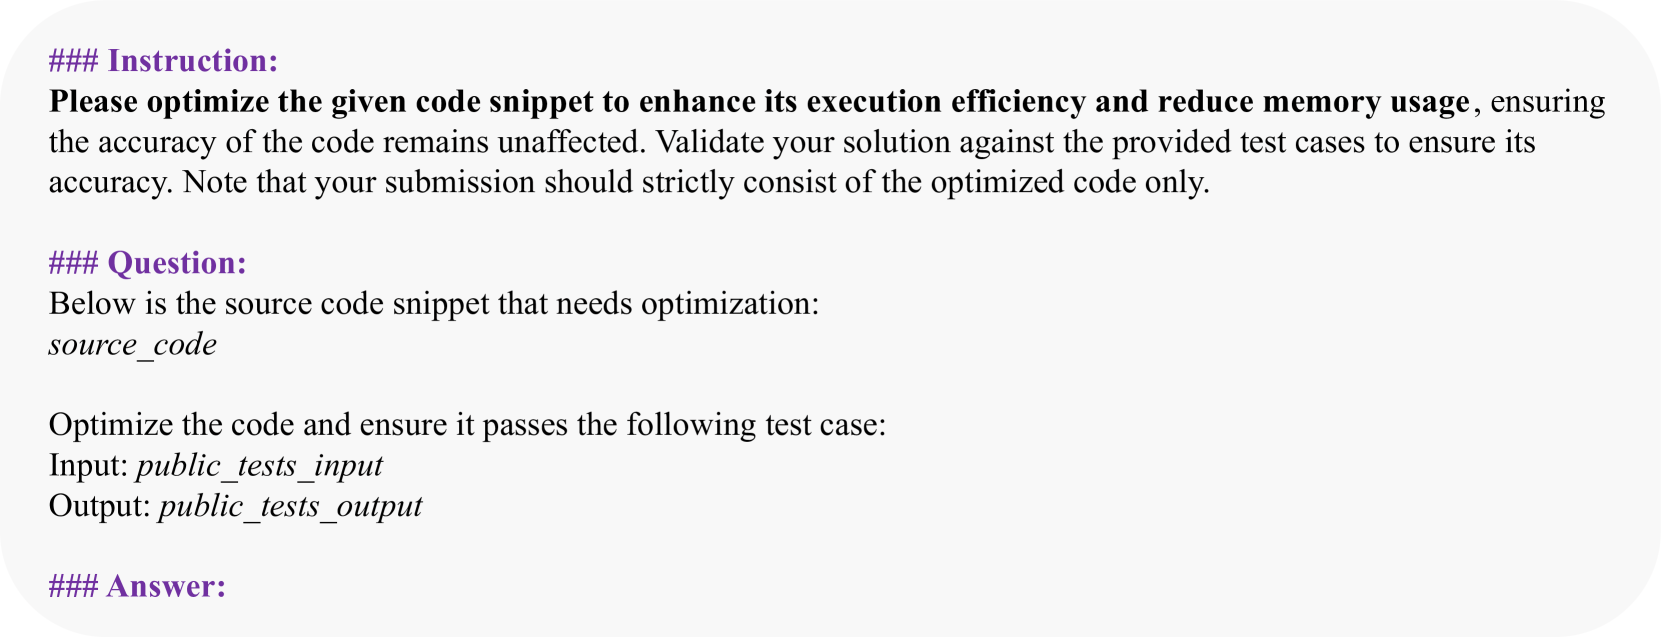 ### Instruction:
Please optimize the given code snippet to enhance its execution efficiency and reduce memory usage, ensuring
the accuracy of the code remains unaffected. Validate your solution against the provided test cases to ensure its
accuracy. Note that your submission should strictly consist of the optimized code only.
### Question:
Below is the source code snippet that needs optimization:
source_code
Optimize the code and ensure it passes the following test case:
Input: public_tests_input
Output: public_tests_output
### Answer: